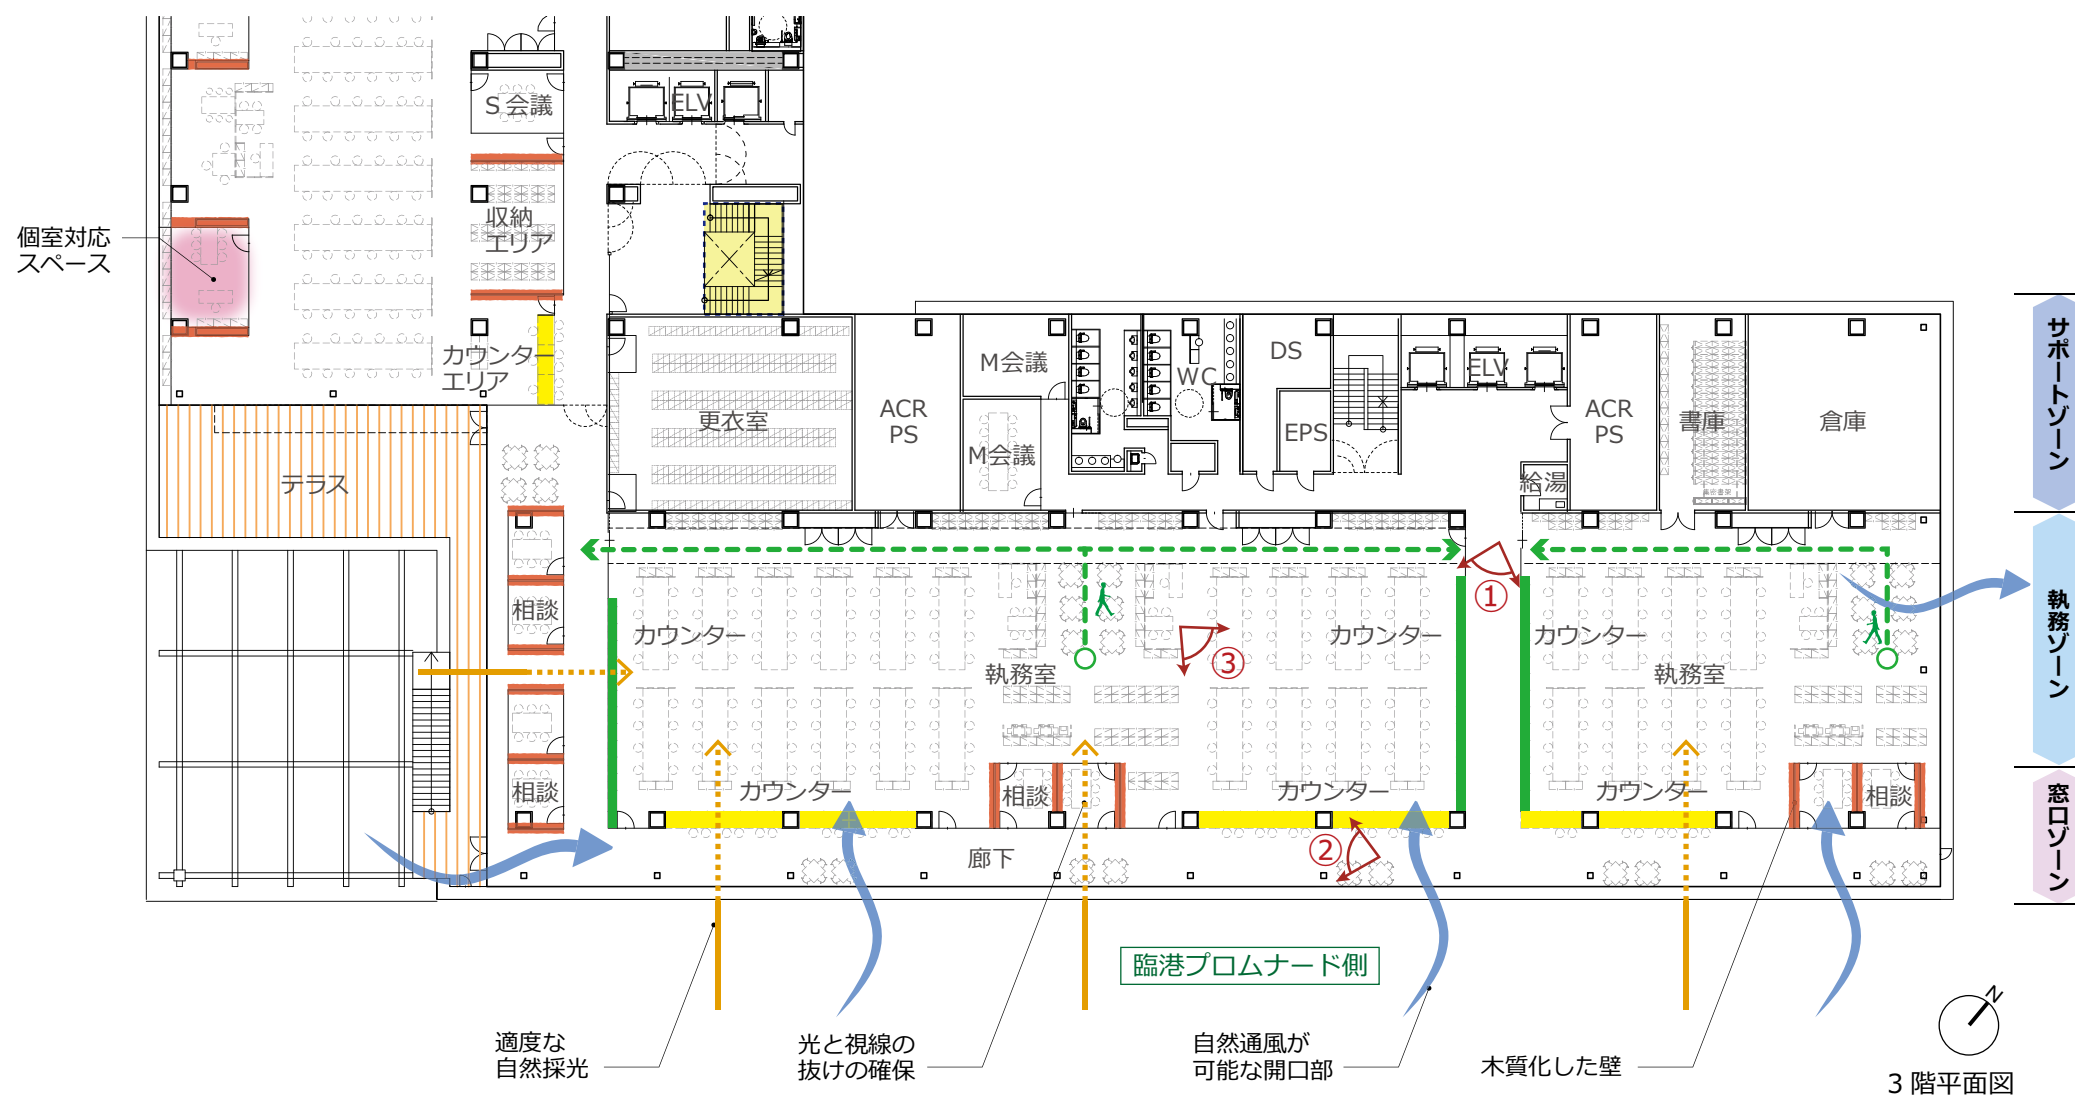 S会議
ELV
収納
エリア
個室対応
スペース
カウンター
エリア
更衣室
ACR
PS
M会議
M会議
WC
DS
EPS
ELV
ACR
PS
書庫
倉庫
給湯
テラス
相談
相談
カウンター
カウンター
カウンター
執務室
執務室
①
③
②
カウンター
相談
カウンター
カウンター
相談
廊下
サポートゾーン
執務ゾーン
窓口ゾーン
臨港プロムナード側
適度な
自然採光
光と視線の
抜けの確保
自然通風が
可能な開口部
木質化した壁
N
3階平面図